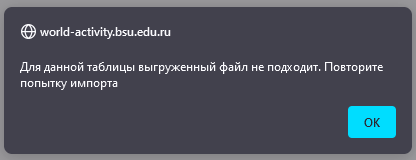 world-activity.bsu.edu.ru
Для данной таблицы выгруженный файл не подходит. Повторите
попытку импорта
OK